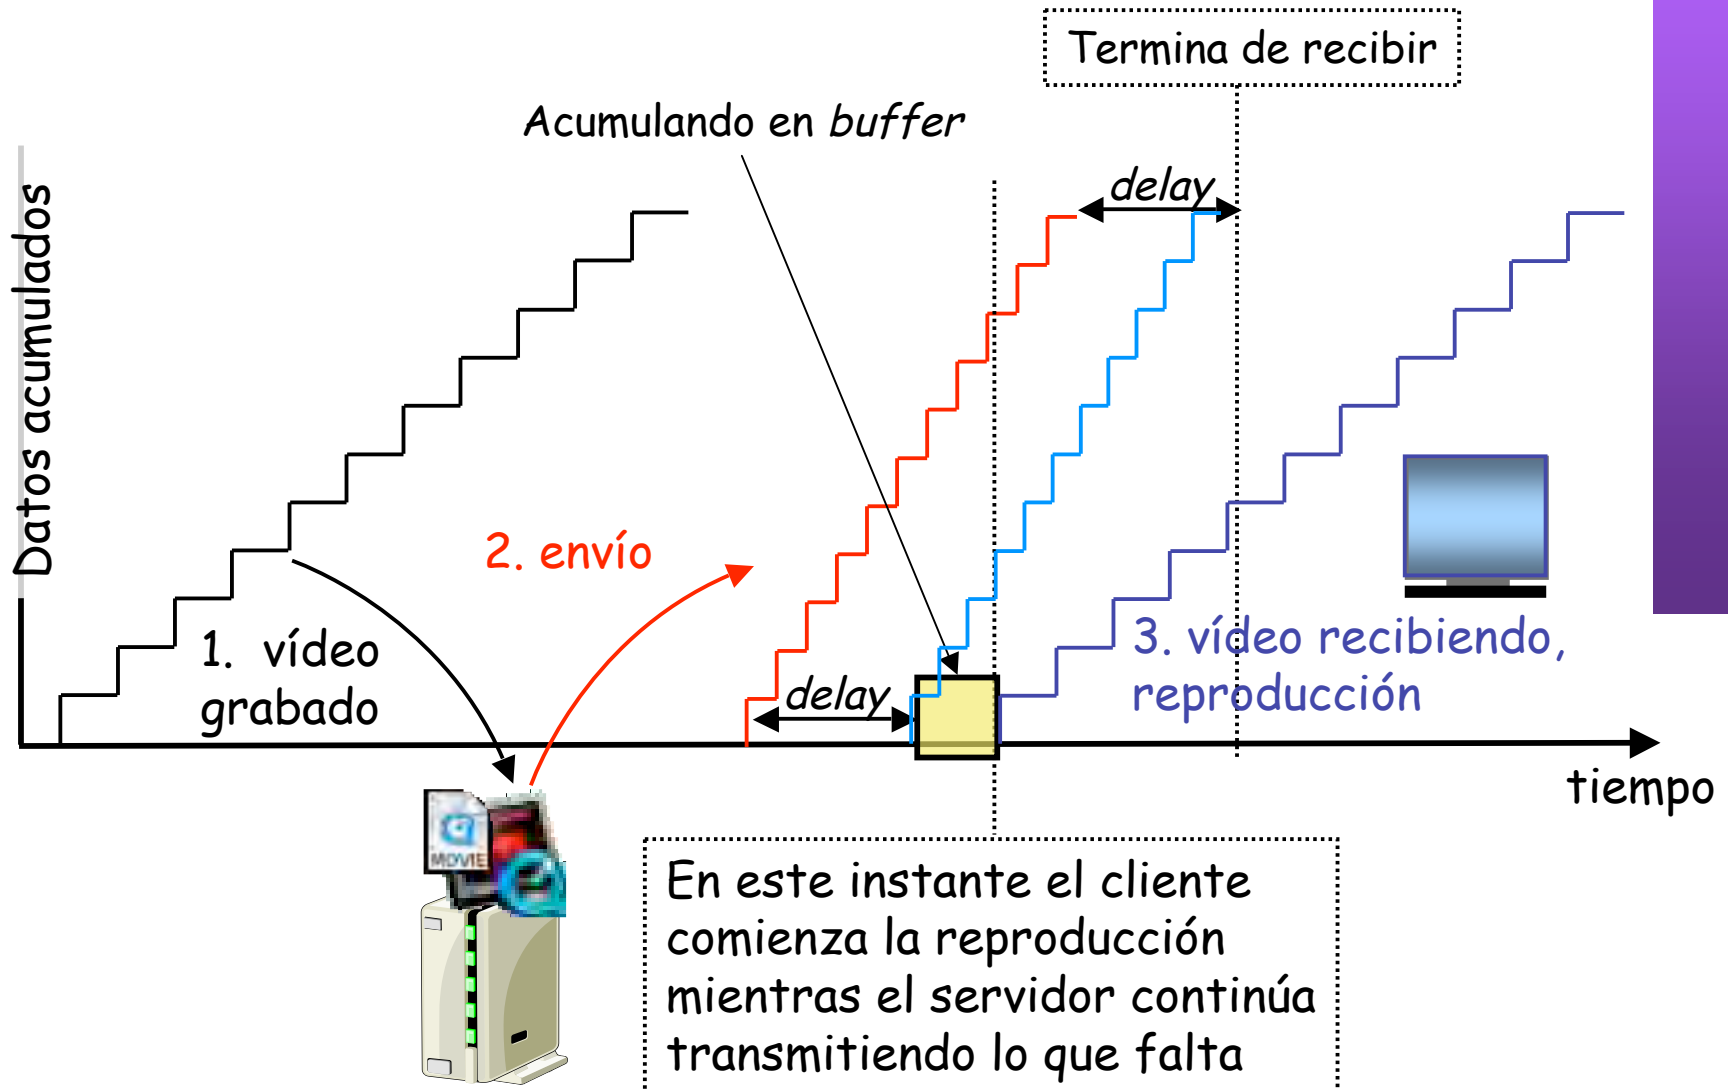 Termina de recibir
Acumulando en buffer
delay
Datos acumulados
2. envío
1. vídeo
grabado
delay
3. vídeo recibiendo,
reproducción
tiempo
MOVIE
En este instante el cliente
comienza la reproducción
mientras el servidor continúa
transmitiendo lo que falta